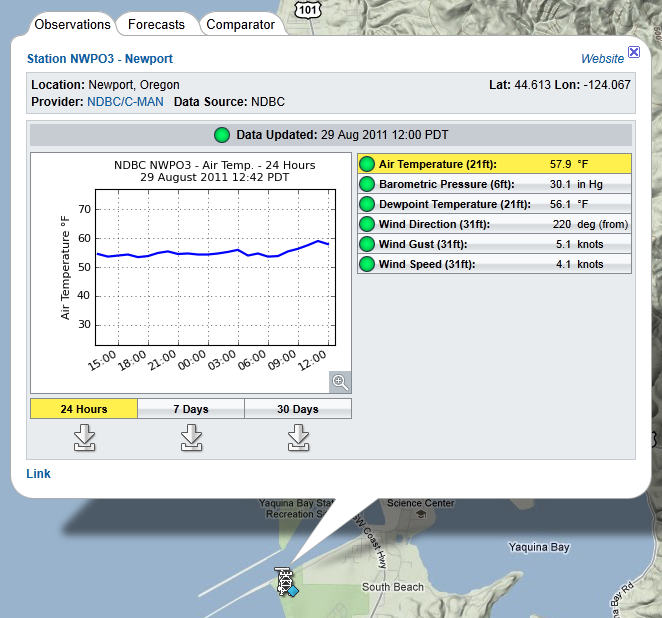 101
Observations Forecasts Comparator
Station NWPO3 - Newport Website
Location: Newport, Oregon Lat: 44.613 Lon: -124.067
Provider: NDBC/C-MAN Data Source: NDBC
Data Updated: 29 Aug 2011 12:00 PDT
NDBC NWPO3 - Air Temp. - 24 Hours
29 August 2011 12:42 PDT
Air Temperature °F
70
60
50
40
30
15:00 18:00 21:00 00:00 03:00 06:00 09:00 12:00
Air Temperature (21ft): 57.9 °F
Barometric Pressure (6ft): 30.1 in Hg
Dewpoint Temperature (21ft): 56.1 °F
Wind Direction (31ft): 220 deg (from)
Wind Gust (31ft): 5.1 knots
Wind Speed (31ft): 4.1 knots
24 Hours 7 Days 30 Days
Link
Yaquina Bay Sta
Recreation S
Science Center
SW Coast Hwy
Yaquina Bay
South Beach
a Bay Rd